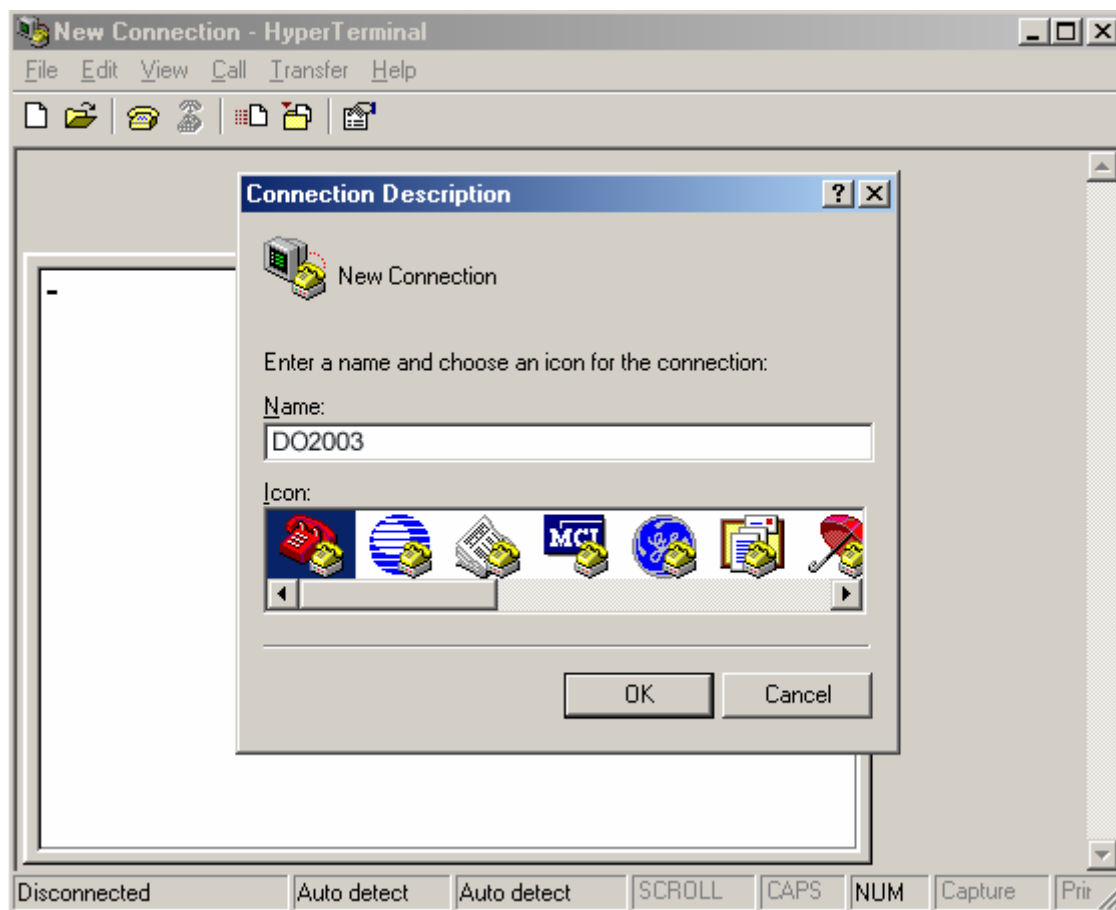 New Connection - HyperTerminal
File Edit View Call Transfer Help
Connection Description
New Connection
Enter a name and choose an icon for the connection:
Name:
DO2003
Icon:
MCI
OK Cancel
Disconnected Auto detect Auto detect SCROLL CAPS NUM Capture Prir